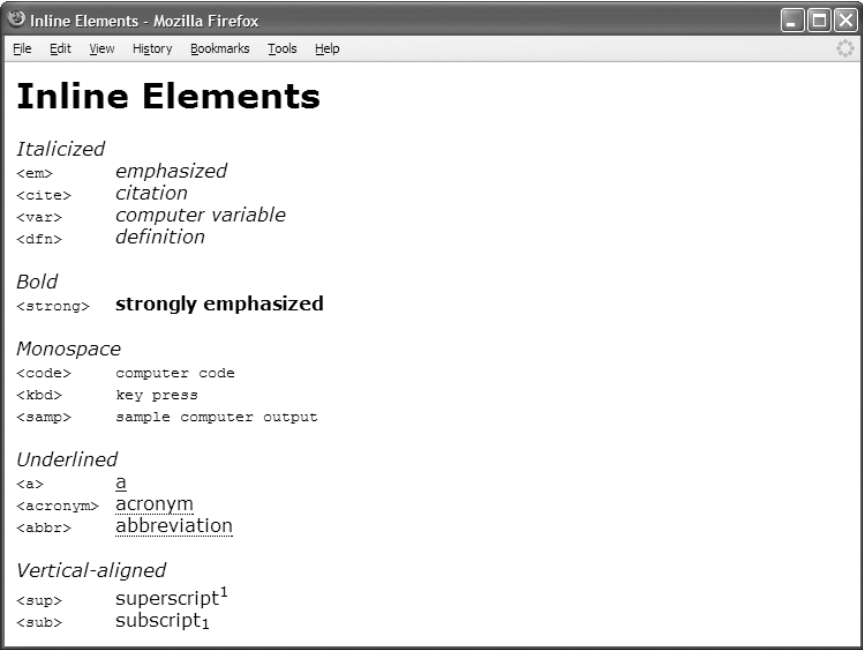 Inline Elements - Mozilla Firefox
File Edit View History Bookmarks Tools Help
Inline Elements
Italicized
<em> emphasized
<cite> citation
<var> computer variable
<dfn> definition
Bold
<strong> strongly emphasized
Monospace
<code> computer code
<kbd> key press
<samp> sample computer output
Underlined
<a> a
<acronym> acronym
<abbr> abbreviation
Vertical-aligned
<sup> superscript¹
<sub> subscript₁